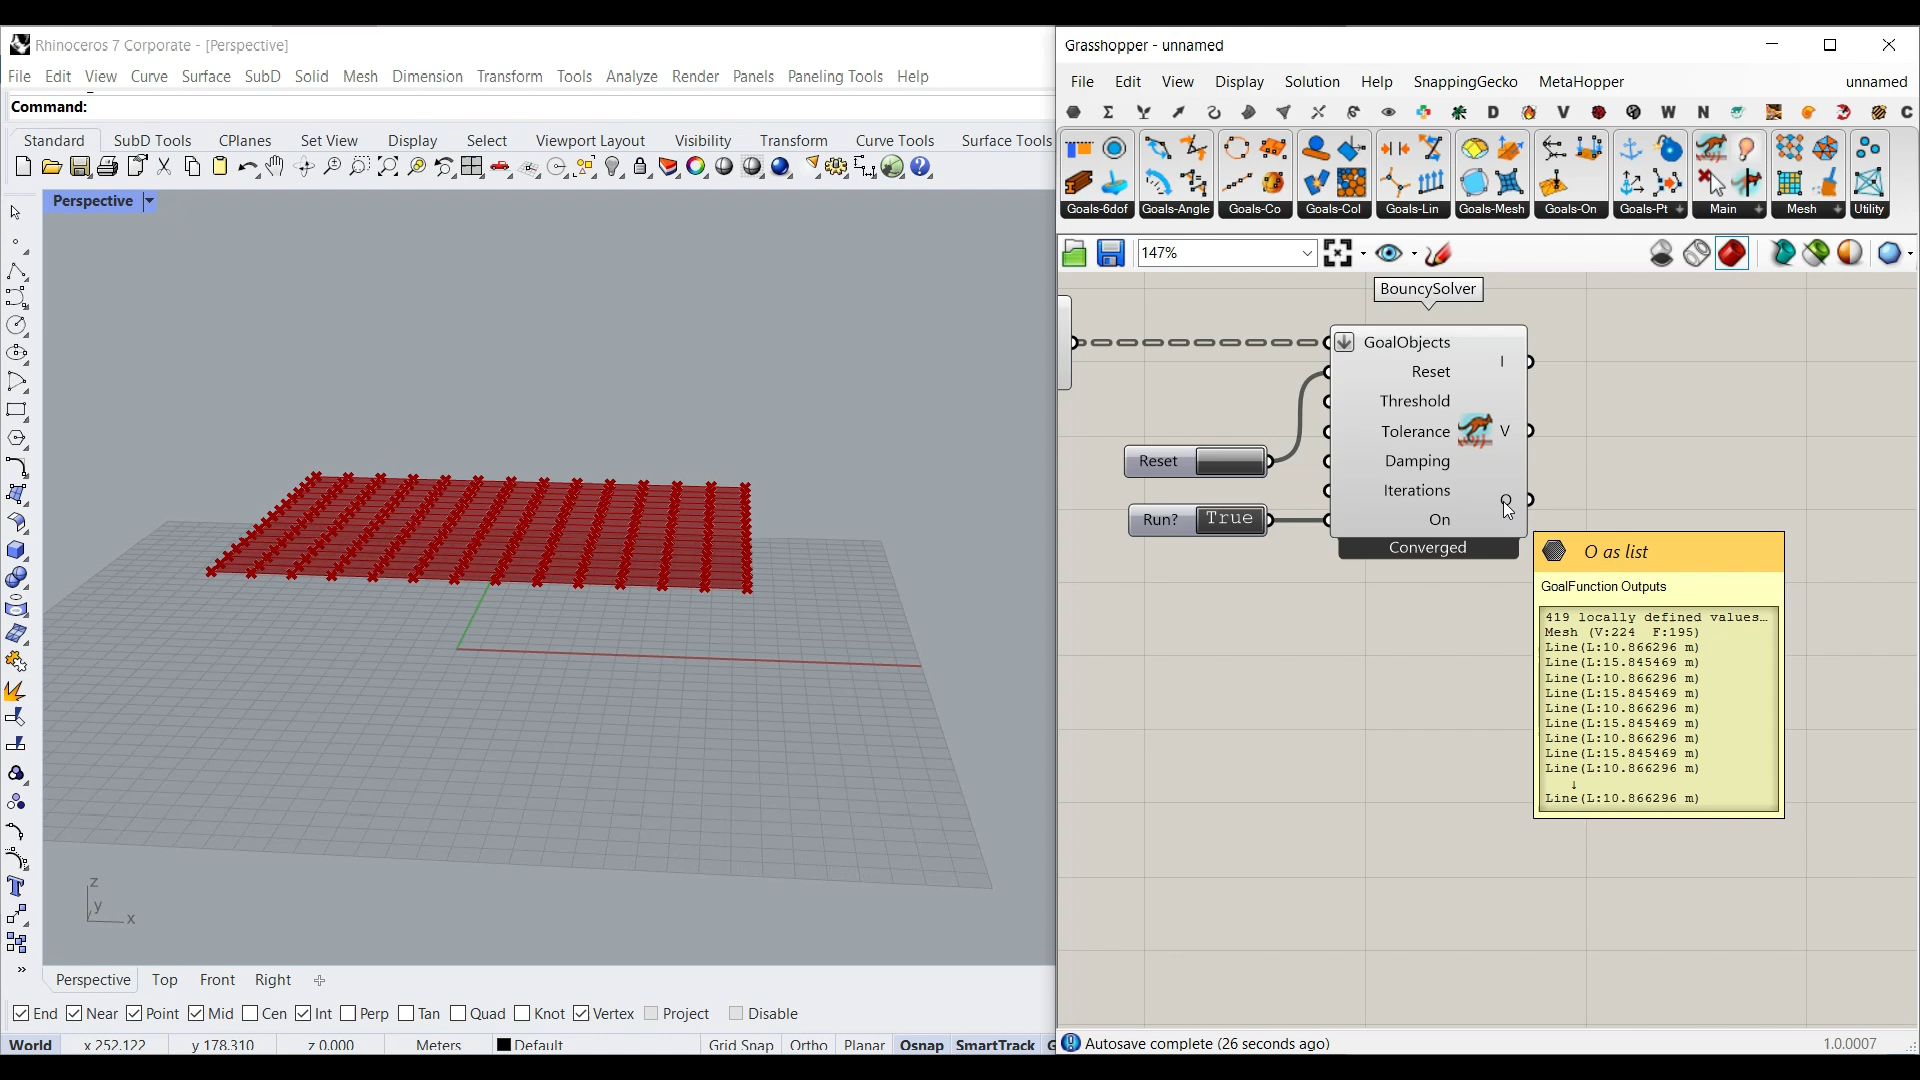 Rhinoceros 7 Corporate - [Perspective]
File Edit View Curve Surface SubD Solid Mesh Dimension Transform Tools Analyze Render Panels Paneling Tools Help
Command:
Standard SubD Tools CPlanes Set View Display Select Viewport Layout Visibility Transform Curve Tools Surface Tools
Perspective
z
y
x
Perspective Top Front Right
End Near Point Mid Cen Int Perp Tan Quad Knot Vertex Project Disable
World x 252.122 y 178.310 z 0.000 Meters Default Grid Snap Ortho Planar Osnap SmartTrack G
Grasshopper - unnamed
File Edit View Display Solution Help SnappingGecko MetaHopper unnamed
D V W N C
Goals-6dof Goals-Angle Goals-Co Goals-Col Goals-Lin Goals-Mesh Goals-On Goals-Pt Main Mesh Utility
147%
BouncySolver
GoalObjects
I
Reset
Threshold
Tolerance V
Reset
Damping
Iterations
O
Run? True
On
Converged
O as list
GoalFunction Outputs
419 locally defined values…
Mesh (V:224 F:195)
Line(L:10.866296 m)
Line(L:15.845469 m)
Line(L:10.866296 m)
Line(L:15.845469 m)
Line(L:10.866296 m)
Line(L:15.845469 m)
Line(L:10.866296 m)
Line(L:15.845469 m)
Line(L:10.866296 m)
↓
Line(L:10.866296 m)
Autosave complete (26 seconds ago)
1.0.0007